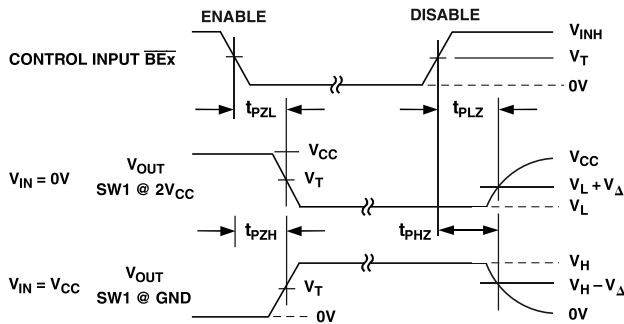 ENABLE
DISABLE
CONTROL INPUT BEx
VINH
VT
0V
tPZL
tPLZ
VIN = 0V
VOUT
SW1 @ 2VCC
VCC
VT
VCC
VL + VΔ
VL
tPZH
tPHZ
VIN = VCC
VOUT
SW1 @ GND
VT
0V
VH
VH – VΔ
0V